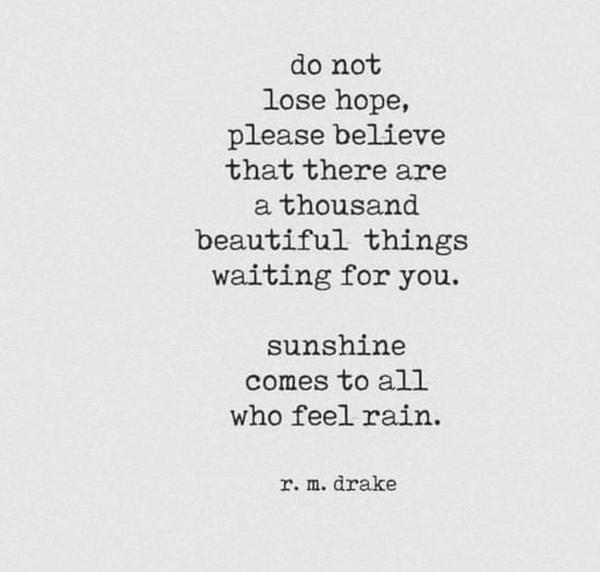 do not
lose hope,
please believe
that there are
a thousand
beautiful things
waiting for you.
sunshine
comes to all
who feel rain.
r. m. drake